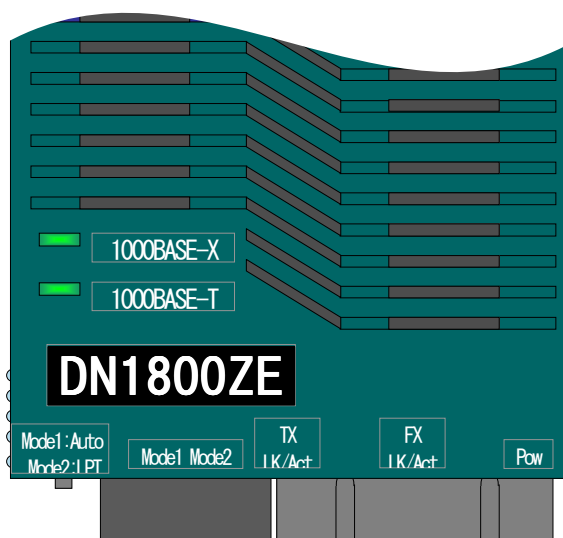 1000BASE-X
1000BASE-T
DN1800ZE
Mode1:Auto
Mode2:LPT
Mode1 Mode2
TX
LK/Act
FX
LK/Act
Pow